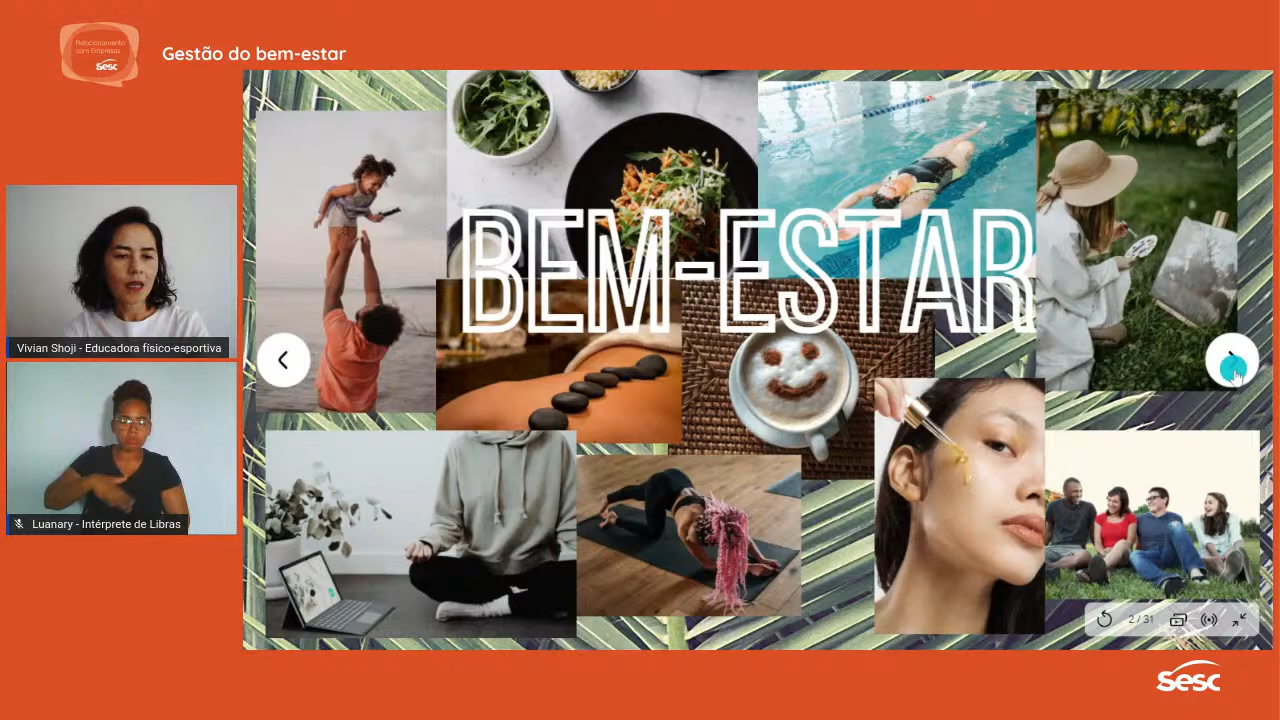 Relacionamento
com Empresas
Sesc
Gestão do bem-estar
BEM-ESTAR
Vivian Shoji - Educadora físico-esportiva
Luanary - Intérprete de Libras
2 / 31
Sesc